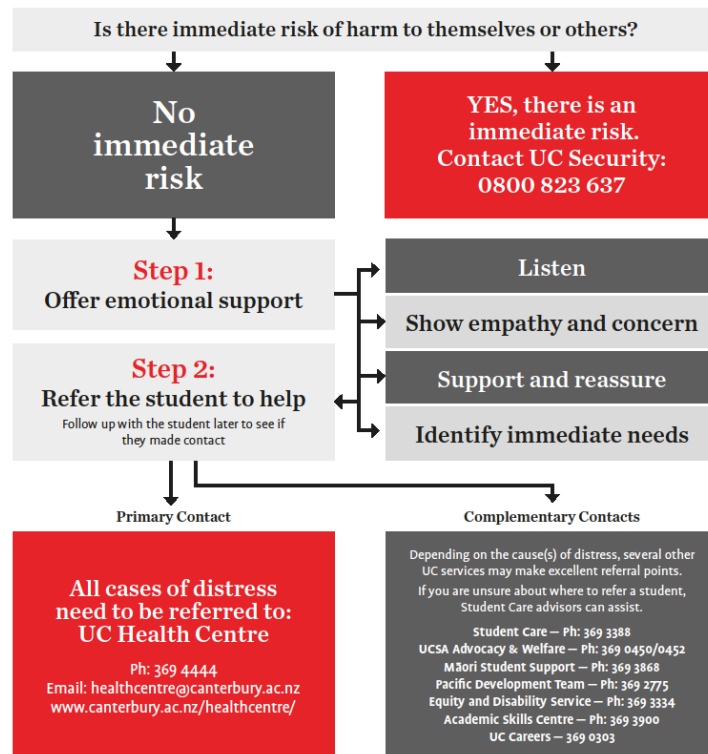 Is there immediate risk of harm to themselves or others?
No
immediate
risk
YES, there is an
immediate risk.
Contact UC Security:
0800 823 637
Step 1:
Offer emotional support
Listen
Show empathy and concern
Support and reassure
Identify immediate needs
Step 2:
Refer the student to help
Follow up with the student later to see if
they made contact
Primary Contact
All cases of distress
need to be referred to:
UC Health Centre
Ph: 369 4444
Email: healthcentre@canterbury.ac.nz
www.canterbury.ac.nz/healthcentre/
Complementary Contacts
Depending on the cause(s) of distress, several other
UC services may make excellent referral points.
If you are unsure about where to refer a student,
Student Care advisors can assist.
Student Care — Ph: 369 3388
UCSA Advocacy & Welfare — Ph: 369 0450/0452
Māori Student Support — Ph: 369 3868
Pacific Development Team — Ph: 369 2775
Equity and Disability Service — Ph: 369 3334
Academic Skills Centre — Ph: 369 3900
UC Careers — 369 0303